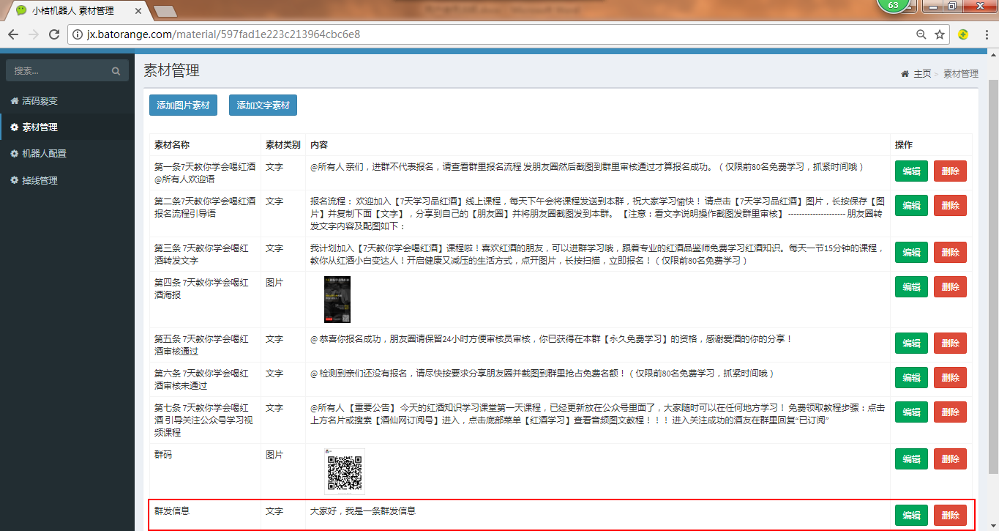 小桔机器人 素材管理
63
jx.batorange.com/material/597fad1e223c213964cbc6e8
搜索...
活码裂变
素材管理
机器人配置
掉线管理
素材管理
主页 > 素材管理
添加图片素材 添加文字素材
素材名称 素材类别 内容 操作
第一条7天教你学会喝红酒 文字 @所有人 亲们，进群不代表报名，请查看群里报名流程 发朋友圈然后截图到群里审核通过才算报名成功。（仅限前80名免费学习，抓紧时间哦） 编辑 删除
@所有人欢迎语
第二条7天教你学会喝红酒 文字 报名流程： 欢迎加入【7天学习品红酒】线上课程，每天下午会将课程发送到本群，祝大家学习愉快！ 请点击【7天学习品红酒】图片，长按保存【图 编辑 删除
报名流程引导语 片】并复制下面【文字】，分享到自己的【朋友圈】并将朋友圈截图发到本群。 【注意：看文字说明操作截图发群里审核】 --------------------- 朋友圈转
发文字内容及配图如下：
第三条 7天教你学会喝红 文字 我计划加入【7天教你学会喝红酒】课程啦！喜欢红酒的朋友，可以进群学习哦，跟着专业的红酒品鉴师免费学习红酒知识。每天一节15分钟的课程， 编辑 删除
酒转发文字 教你从红酒小白变达人！开启健康又减压的生活方式，点开图片，长按扫描，立即报名！（仅限前80名免费学习）
第四条 7天教你学会喝红 图片 编辑 删除
酒海报
第五条 7天教你学会喝红 文字 @ 恭喜你报名成功，朋友圈请保留24小时方便审核员审核，你已获得在本群【永久免费学习】的资格，感谢爱酒的你的分享！ 编辑 删除
酒审核通过
第六条 7天教你学会喝红 文字 @ 检测到亲们还没有报名，请尽快按要求分享朋友圈并截图到群里抢占免费名额！（仅限前80名免费学习，抓紧时间哦） 编辑 删除
酒审核未通过
第七条 7天教你学会喝红 文字 @所有人 【重要公告】 今天的红酒知识学习课堂第一天课程，已经更新放在公众号里面了，大家随时可以在任何地方学习！ 免费领取教程步骤：点击 编辑 删除
酒 引导关注公众号学习视 上方名片或搜索【酒仙网订阅号】进入，点击底部菜单【红酒学习】查看音频图文教程！！！ 进入关注成功的酒友在群里回复“已订阅”
频课程
群码 图片 编辑 删除
群发信息 文字 大家好，我是一条群发信息 编辑 删除